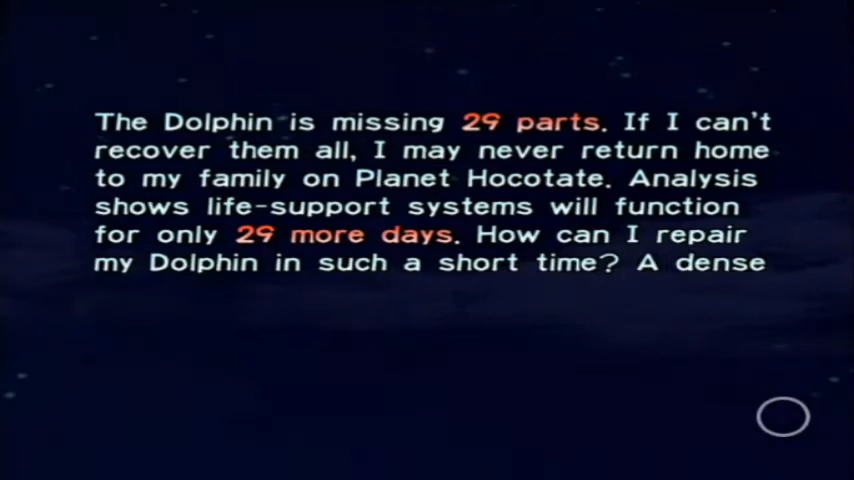 The Dolphin is missing 29 parts. If I can't
recover them all, I may never return home
to my family on Planet Hocotate. Analysis
shows life-support systems will function
for only 29 more days. How can I repair
my Dolphin in such a short time? A dense